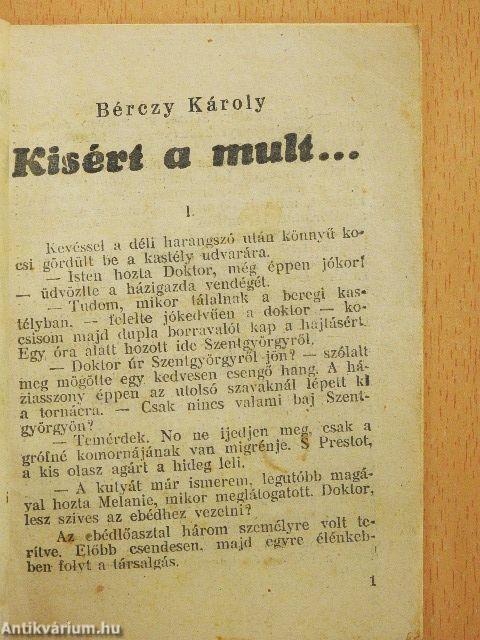 Bérczy Károly
Kisért a mult...
1.
Kevéssel a déli harangszó után könnyű ko-
csi gördült be a kastély udvarára.
— Isten hozta Doktor, még éppen jókor!
— üdvözlte a házigazda vendégét.
— Tudom, mikor tálalnak a beregi kas-
télyban. — felelte jókedvűen a doktor — ko-
csisom majd dupla borravalót kap a hajtásért.
Egy óra alatt hozott ide Szentgyörgyről.
— Doktor úr Szentgyörgyről jön? — szólalt
meg mögötte egy kedvesen csengő hang. A há-
ziasszony éppen az utolsó szavaknál lépett ki
a tornácra. — Csak nincs valami baj Szent-
györgyön?
— Temérdek. No ne ijedjen meg, csak a
grófné komornájának van migrénje. S Prestot,
a kis olasz agárt a hideg leli.
— A kutyát már ismerem, legutóbb magá-
val hozta Melanie, mikor meglátogatott. Doktor,
lesz szíves az ebédhez vezetni?
Az ebédlőasztal három személyre volt te-
rítve. Előbb csendesen, majd egyre élénkeb-
ben folyt a társalgás.
1
Antikvárium.hu